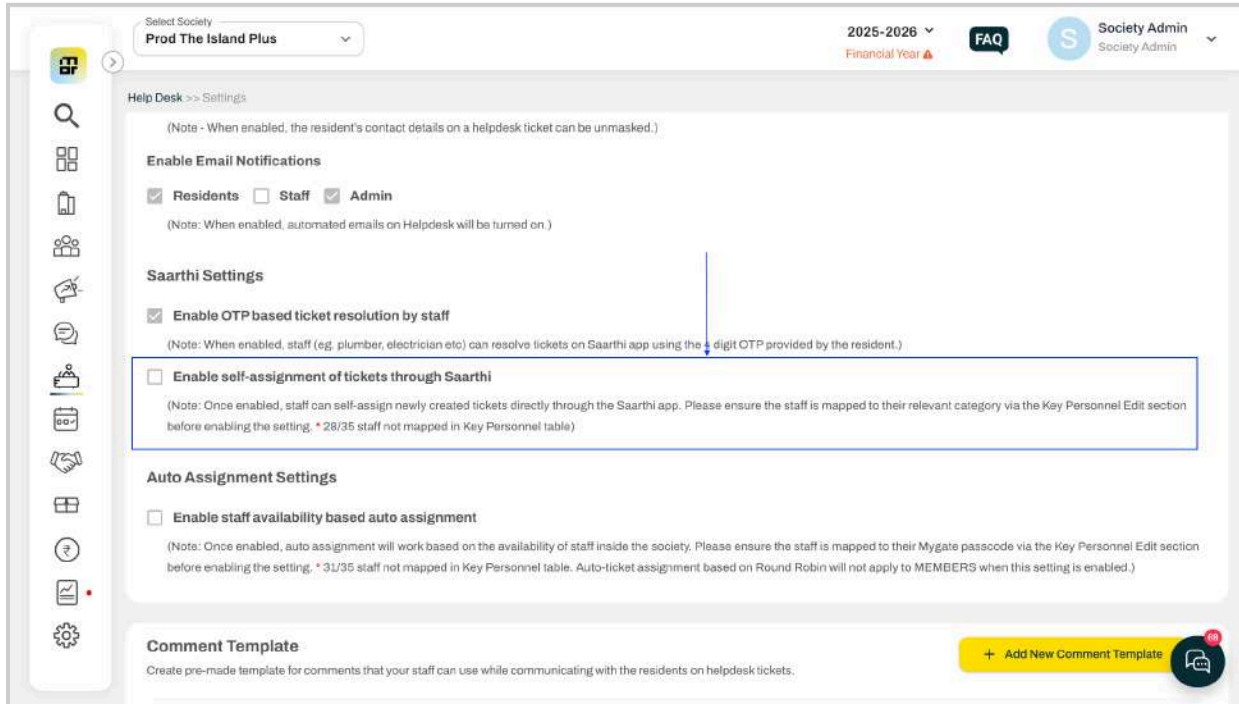 Select Society
Prod The Island Plus
2025-2026
Financial Year
FAQ
S
Society Admin
Society Admin
Help Desk >> Settings
(Note - When enabled, the resident's contact details on a helpdesk ticket can be unmasked.)
Enable Email Notifications
Residents Staff Admin
(Note: When enabled, automated emails on Helpdesk will be turned on.)
Saarthi Settings
Enable OTP based ticket resolution by staff
(Note: When enabled, staff (eg. plumber, electrician etc) can resolve tickets on Saarthi app using the 4 digit OTP provided by the resident.)
Enable self-assignment of tickets through Saarthi
(Note: Once enabled, staff can self-assign newly created tickets directly through the Saarthi app. Please ensure the staff is mapped to their relevant category via the Key Personnel Edit section
before enabling the setting. * 28/35 staff not mapped in Key Personnel table)
Auto Assignment Settings
Enable staff availability based auto assignment
(Note: Once enabled, auto assignment will work based on the availability of staff inside the society. Please ensure the staff is mapped to their Mygate passcode via the Key Personnel Edit section
before enabling the setting. * 31/35 staff not mapped in Key Personnel table. Auto-ticket assignment based on Round Robin will not apply to MEMBERS when this setting is enabled.)
Comment Template
+ Add New Comment Template
68
Create pre-made template for comments that your staff can use while communicating with the residents on helpdesk tickets.